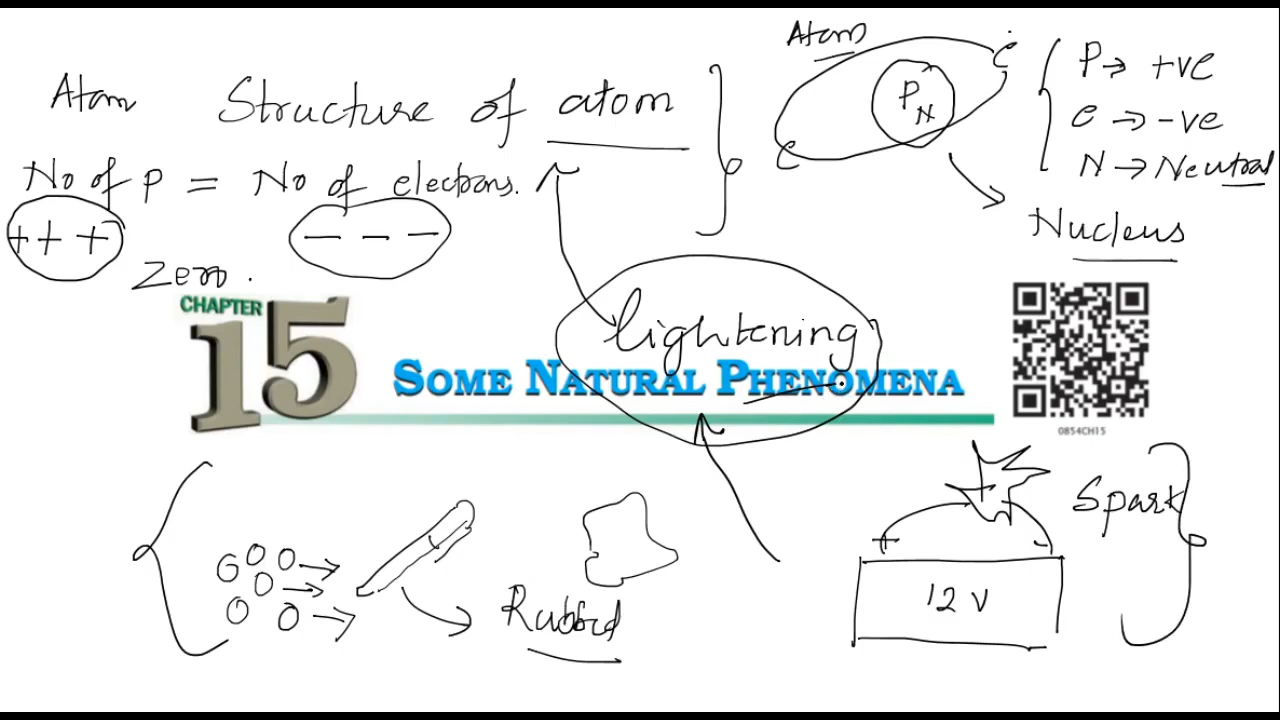 Atom
Atom Structure of atom
P → +ve
e → -ve
N → Neutral
e
P
N
e
No of p = No of electrons.
+ + +
- - -
Nucleus
Zero.
CHAPTER
15
lightening
SOME NATURAL PHENOMENA
0854CH15
+
Spark
+ -
12 V
Rubbed